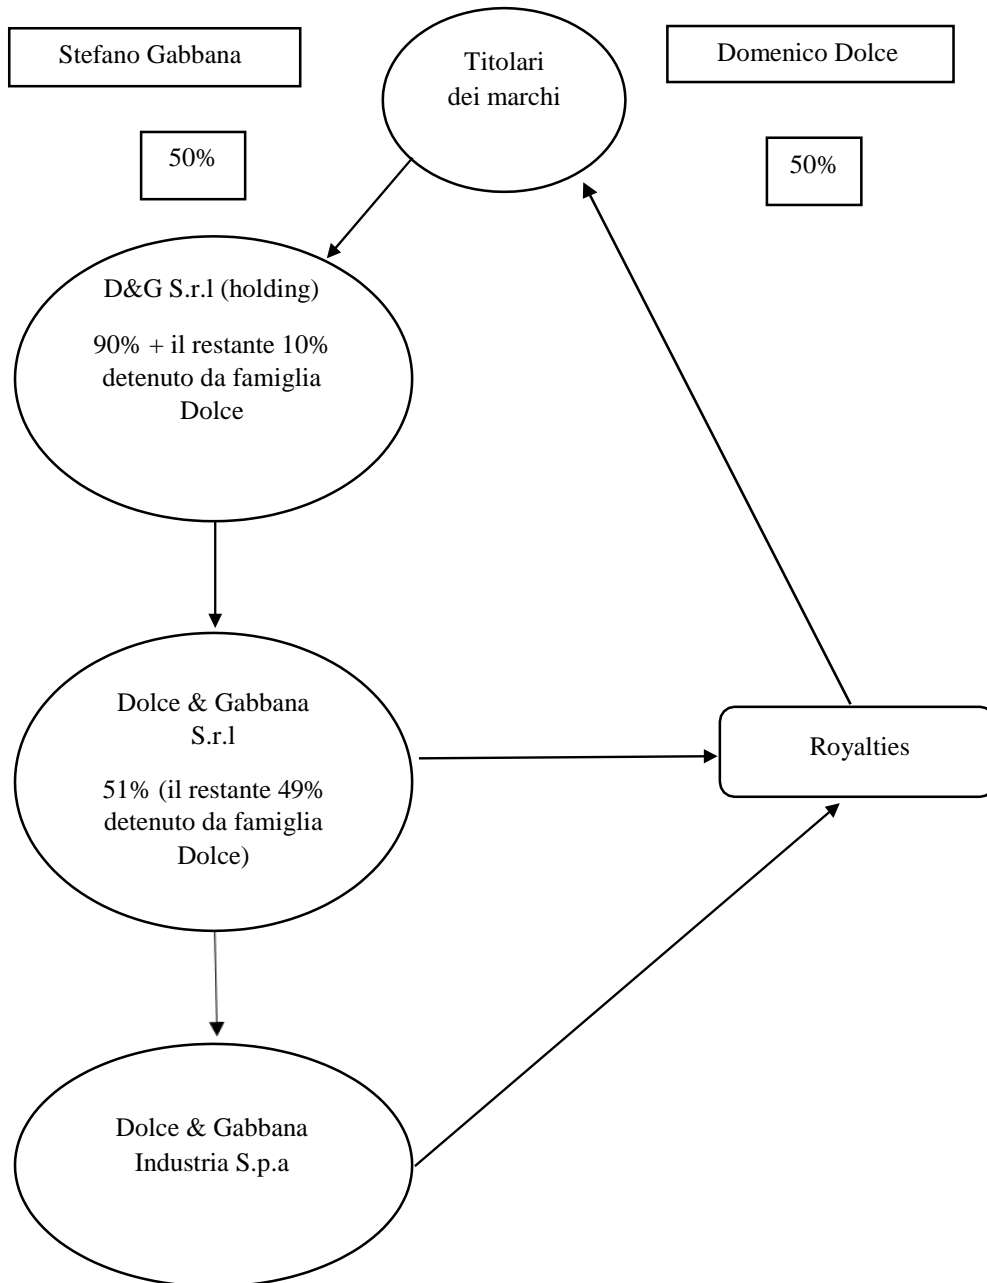 Stefano Gabbana
Titolari
dei marchi
Domenico Dolce
50%
50%
D&G S.r.l (holding)
90% + il restante 10%
detenuto da famiglia
Dolce
Dolce & Gabbana
S.r.l
51% (il restante 49%
detenuto da famiglia
Dolce)
Royalties
Dolce & Gabbana
Industria S.p.a